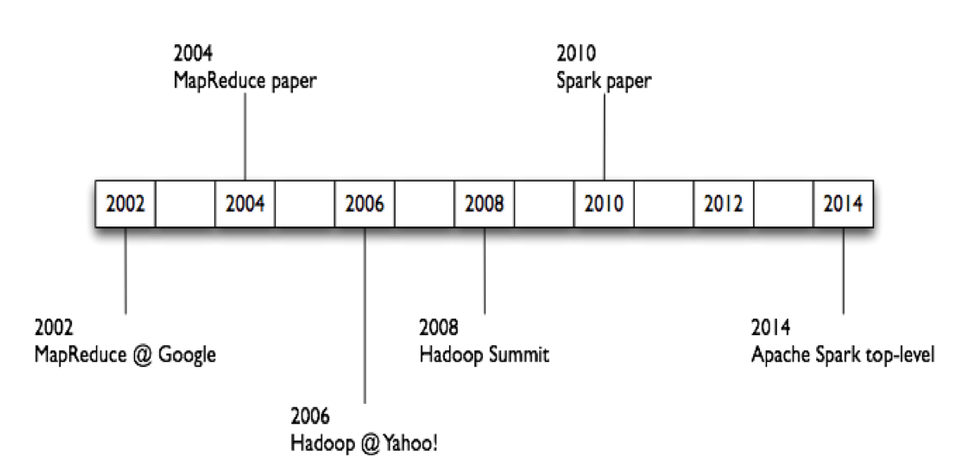 2004
MapReduce paper
2010
Spark paper
2002 2004 2006 2008 2010 2012 2014
2002
MapReduce @ Google
2008
Hadoop Summit
2014
Apache Spark top-level
2006
Hadoop @ Yahoo!